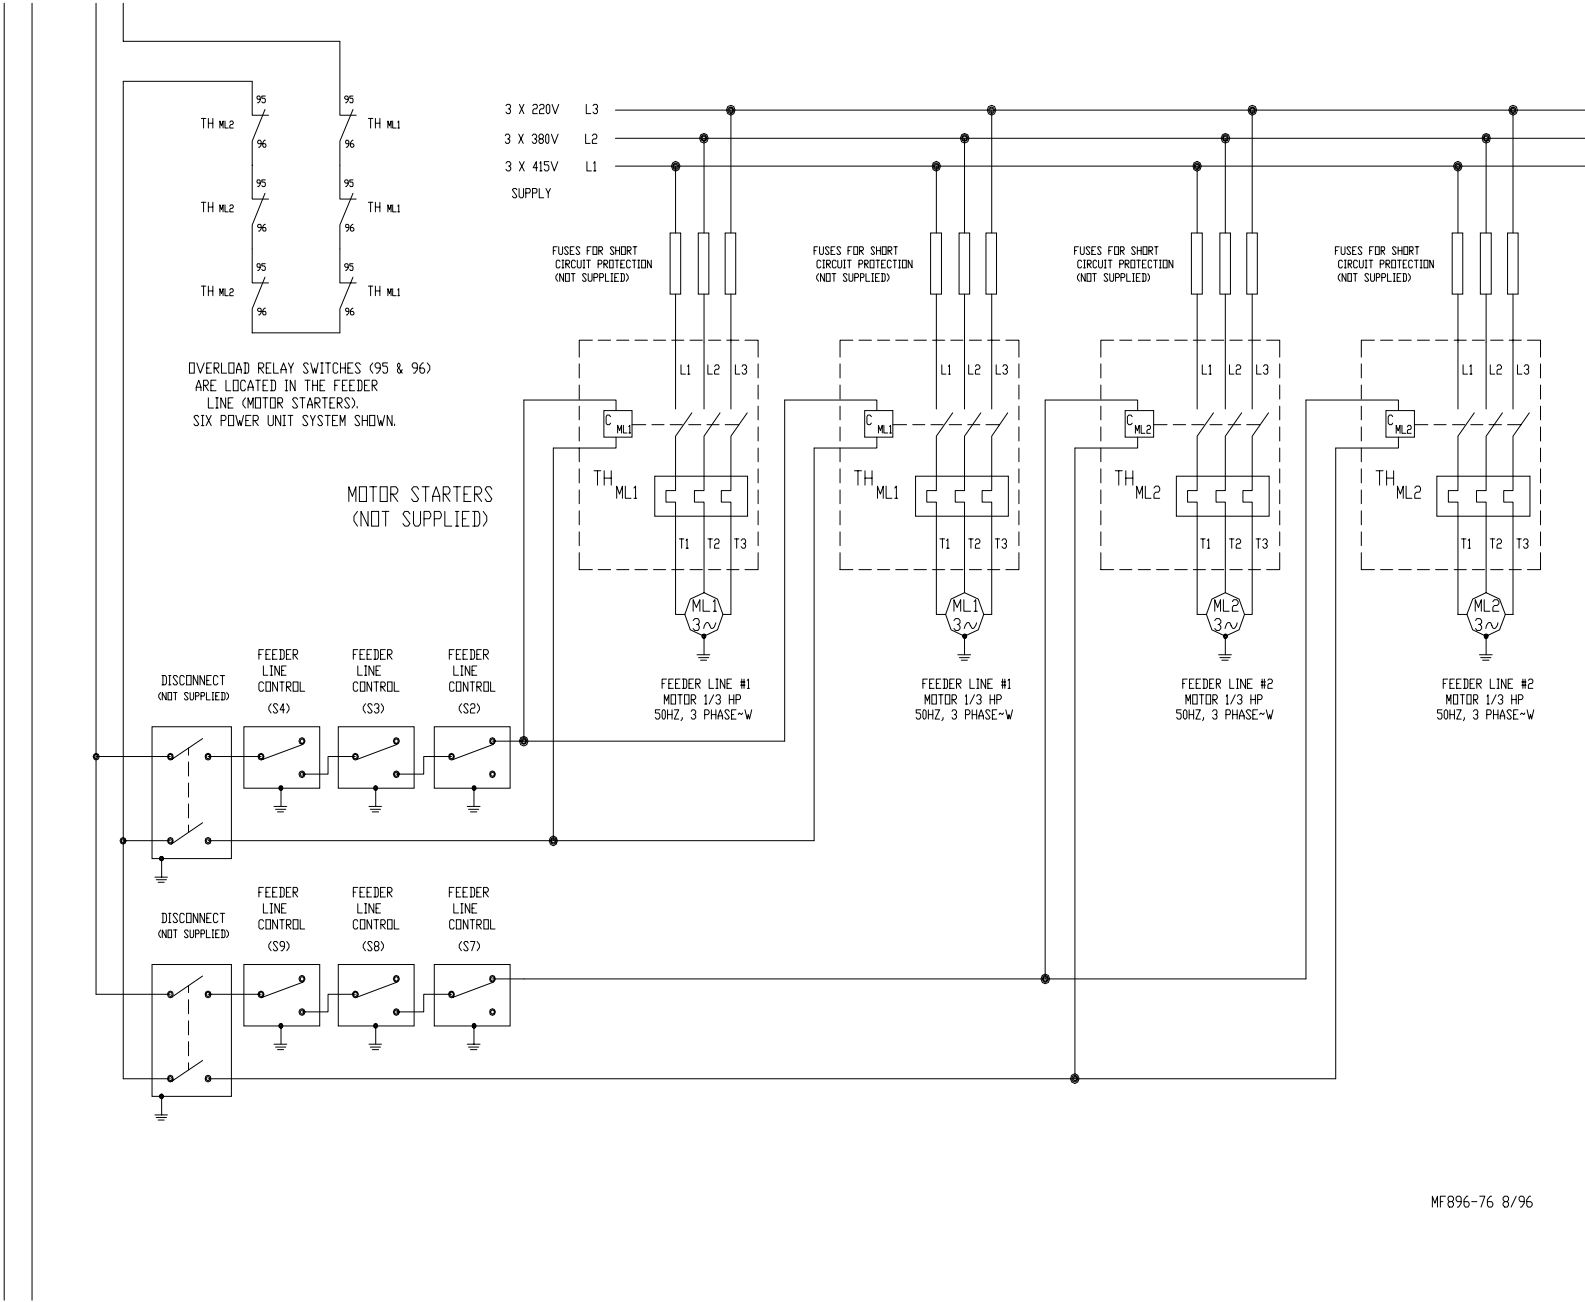 3 X 220V L3
3 X 380V L2
3 X 415V L1
SUPPLY
95 95
TH ML2 TH ML1
96 96
95 95
TH ML2 TH ML1
96 96
95 95
TH ML2 TH ML1
96 96
OVERLOAD RELAY SWITCHES (95 & 96)
ARE LOCATED IN THE FEEDER
LINE (MOTOR STARTERS).
SIX POWER UNIT SYSTEM SHOWN.
MOTOR STARTERS
(NOT SUPPLIED)
FUSES FOR SHORT
CIRCUIT PROTECTION
(NOT SUPPLIED)
L1 L2 L3
C ML1
TH ML1
T1 T2 T3
ML1
3~
FEEDER LINE #1
MOTOR 1/3 HP
50HZ, 3 PHASE~W
FUSES FOR SHORT
CIRCUIT PROTECTION
(NOT SUPPLIED)
L1 L2 L3
C ML1
TH ML1
T1 T2 T3
ML1
3~
FEEDER LINE #1
MOTOR 1/3 HP
50HZ, 3 PHASE~W
FUSES FOR SHORT
CIRCUIT PROTECTION
(NOT SUPPLIED)
L1 L2 L3
C ML2
TH ML2
T1 T2 T3
ML2
3~
FEEDER LINE #2
MOTOR 1/3 HP
50HZ, 3 PHASE~W
FUSES FOR SHORT
CIRCUIT PROTECTION
(NOT SUPPLIED)
L1 L2 L3
C ML2
TH ML2
T1 T2 T3
ML2
3~
FEEDER LINE #2
MOTOR 1/3 HP
50HZ, 3 PHASE~W
DISCONNECT
(NOT SUPPLIED)
FEEDER
LINE
CONTROL
(S4)
FEEDER
LINE
CONTROL
(S3)
FEEDER
LINE
CONTROL
(S2)
DISCONNECT
(NOT SUPPLIED)
FEEDER
LINE
CONTROL
(S9)
FEEDER
LINE
CONTROL
(S8)
FEEDER
LINE
CONTROL
(S7)
MF896-76 8/96